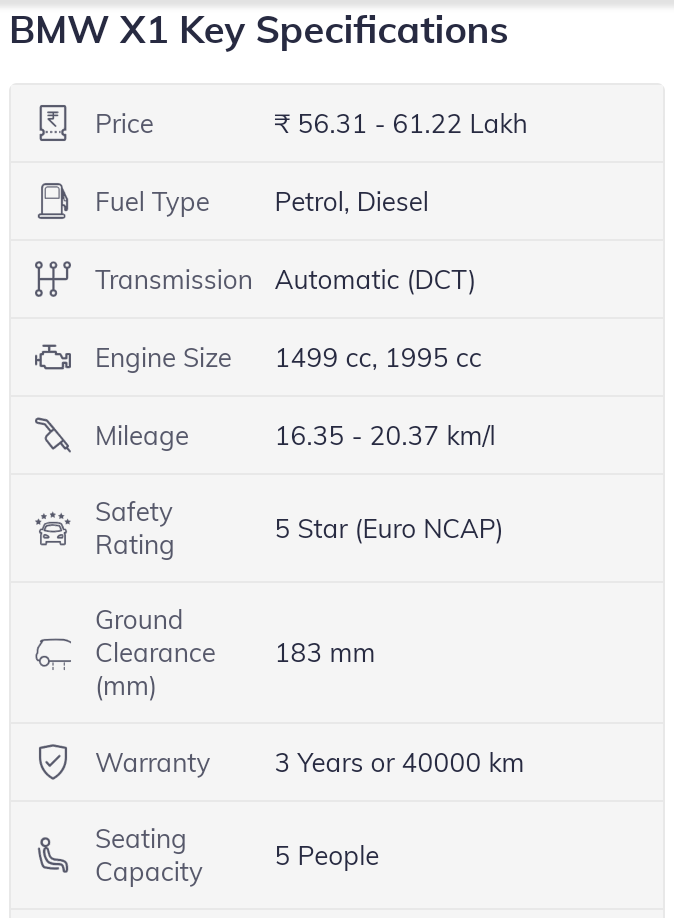 BMW X1 Key Specifications
₹
Price ₹ 56.31 - 61.22 Lakh
Fuel Type Petrol, Diesel
Transmission Automatic (DCT)
Engine Size 1499 cc, 1995 cc
Mileage 16.35 - 20.37 km/l
Safety
Rating
5 Star (Euro NCAP)
Ground
Clearance
(mm)
183 mm
Warranty 3 Years or 40000 km
Seating
Capacity
5 People